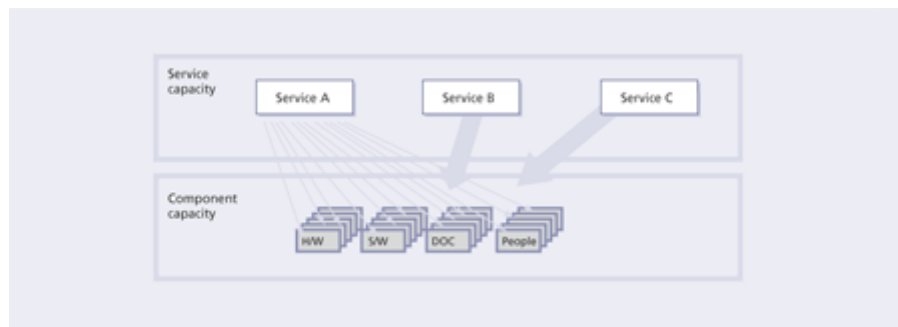 Service
capacity
Service A
Service B
Service C
Component
capacity
H/W
S/W
DOC
People